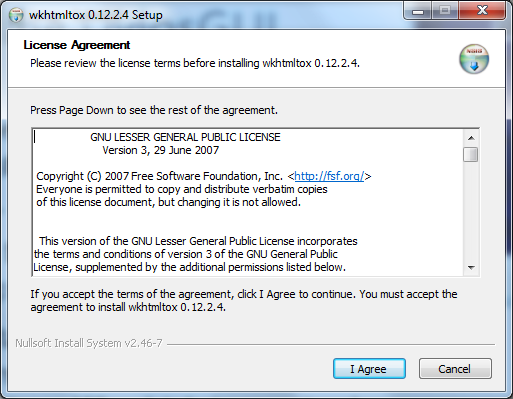 wkhtmltox 0.12.2.4 Setup
License Agreement
Please review the license terms before installing wkhtmltox 0.12.2.4.
Press Page Down to see the rest of the agreement.
GNU LESSER GENERAL PUBLIC LICENSE
Version 3, 29 June 2007
Copyright (C) 2007 Free Software Foundation, Inc. <http://fsf.org/>
Everyone is permitted to copy and distribute verbatim copies
of this license document, but changing it is not allowed.
This version of the GNU Lesser General Public License incorporates
the terms and conditions of version 3 of the GNU General Public
License, supplemented by the additional permissions listed below.
If you accept the terms of the agreement, click I Agree to continue. You must accept the
agreement to install wkhtmltox 0.12.2.4.
Nullsoft Install System v2.46-7
I Agree
Cancel